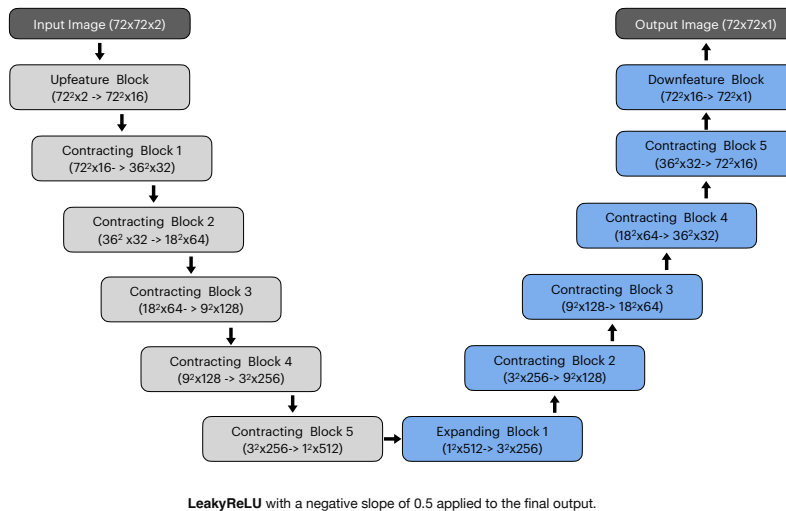 Input Image (72x72x2)
Upfeature Block
(72²x2 -> 72²x16)
Contracting Block 1
(72²x16- > 36²x32)
Contracting Block 2
(36² x32 -> 18²x64)
Contracting Block 3
(18²x64- > 9²x128)
Contracting Block 4
(9²x128 -> 3²x256)
Contracting Block 5
(3²x256-> 1²x512)
Expanding Block 1
(1²x512-> 3²x256)
Contracting Block 2
(3²x256-> 9²x128)
Contracting Block 3
(9²x128-> 18²x64)
Contracting Block 4
(18²x64-> 36²x32)
Contracting Block 5
(36²x32-> 72²x16)
Downfeature Block
(72²x16-> 72²x1)
Output Image (72x72x1)
LeakyReLU with a negative slope of 0.5 applied to the final output.